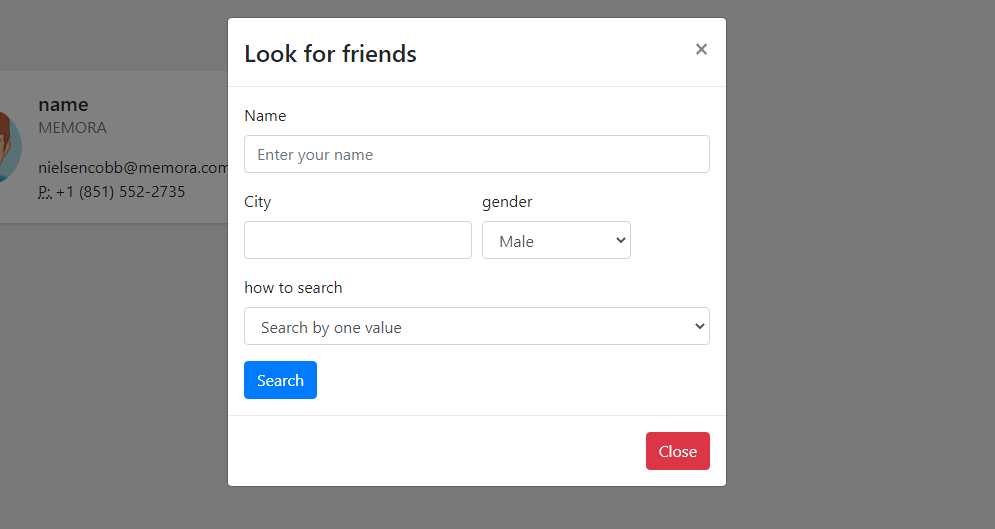 Look for friends ×
name
MEMORA
nielsencobb@memora.com
P: +1 (851) 552-2735
Name
Enter your name
City gender
Male
how to search
Search by one value
Search
Close